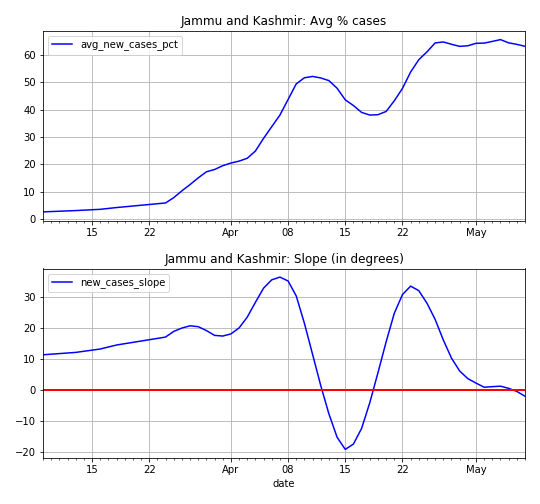 Jammu and Kashmir: Avg % cases
avg_new_cases_pct
60
50
40
30
20
10
0
15 22 Apr 08 15 22 May
Jammu and Kashmir: Slope (in degrees)
new_cases_slope
30
20
10
0
−10
−20
15 22 Apr 08 15 22 May
date